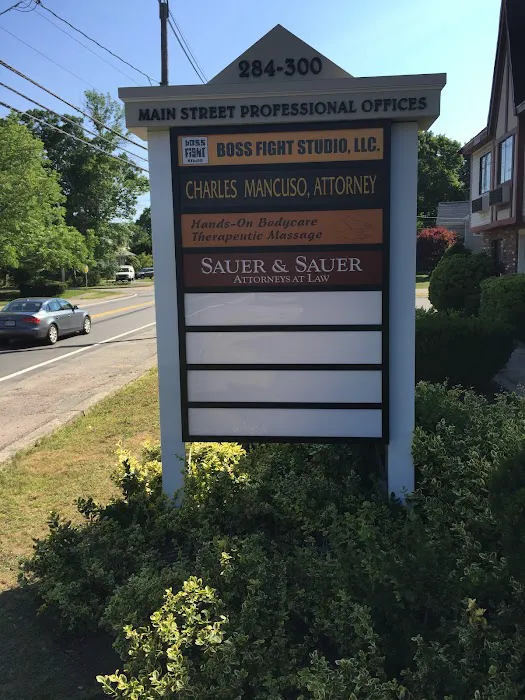 284-300
MAIN STREET PROFESSIONAL OFFICES
BOSS FIGHT STUDIO
BOSS FIGHT STUDIO, LLC.
CHARLES MANCUSO, ATTORNEY
Hands-On Bodycare
Therapeutic Massage
SAUER & SAUER
ATTORNEYS AT LAW